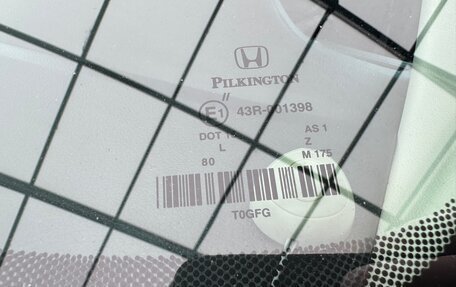 PILKINGTON
//
E1 43R-001398
DOT AS 1
L Z
80 M 175
T0GFG